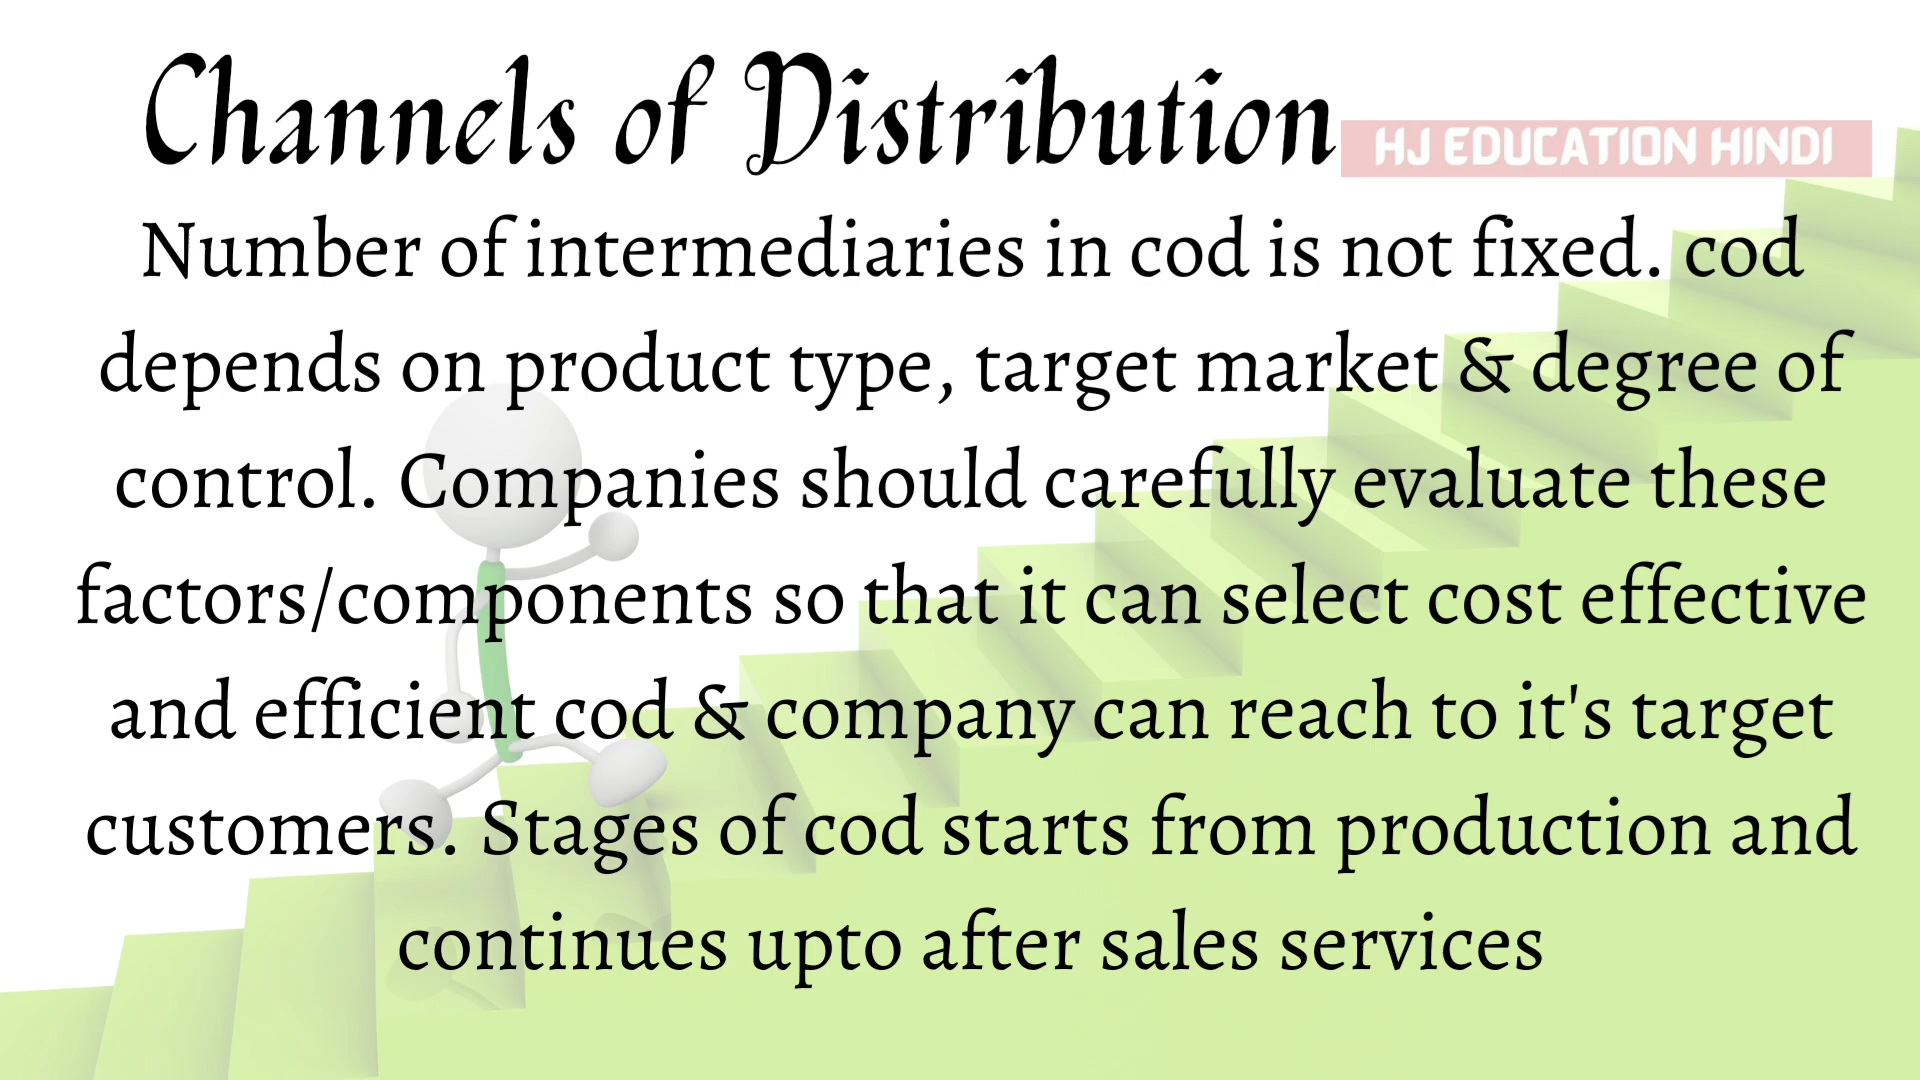 Channels of Distribution
HJ EDUCATION HINDI
Number of intermediaries in cod is not fixed. cod
depends on product type, target market & degree of
control. Companies should carefully evaluate these
factors/components so that it can select cost effective
and efficient cod & company can reach to it's target
customers. Stages of cod starts from production and
continues upto after sales services